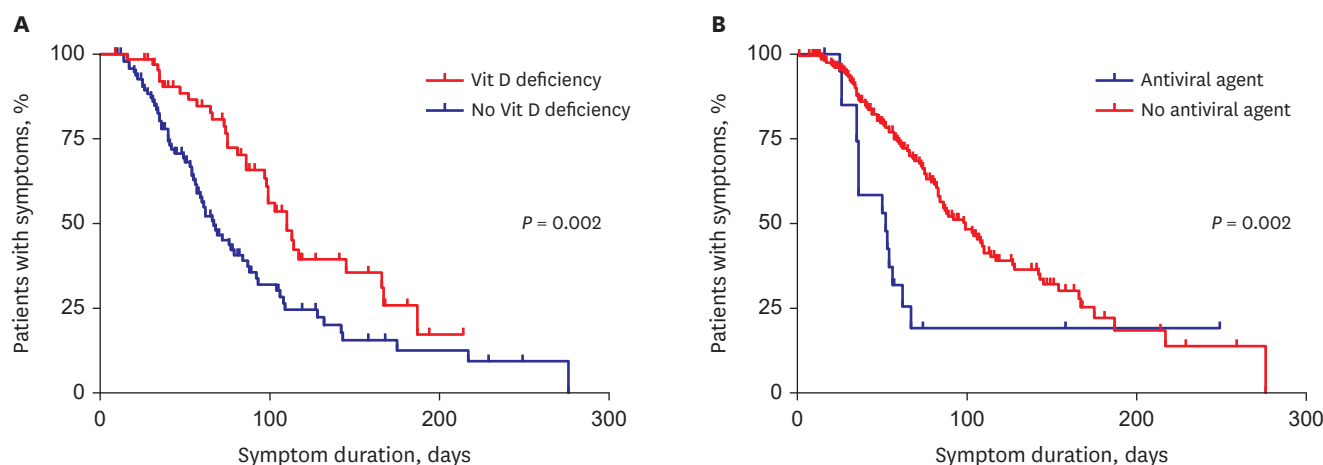 A
100
75
50
25
0
Patients with symptoms, %
Vit D deficiency
No Vit D deficiency
P = 0.002
0
100
200
300
Symptom duration, days
B
100
75
50
25
0
Patients with symptoms, %
Antiviral agent
No antiviral agent
P = 0.002
0
100
200
300
Symptom duration, days